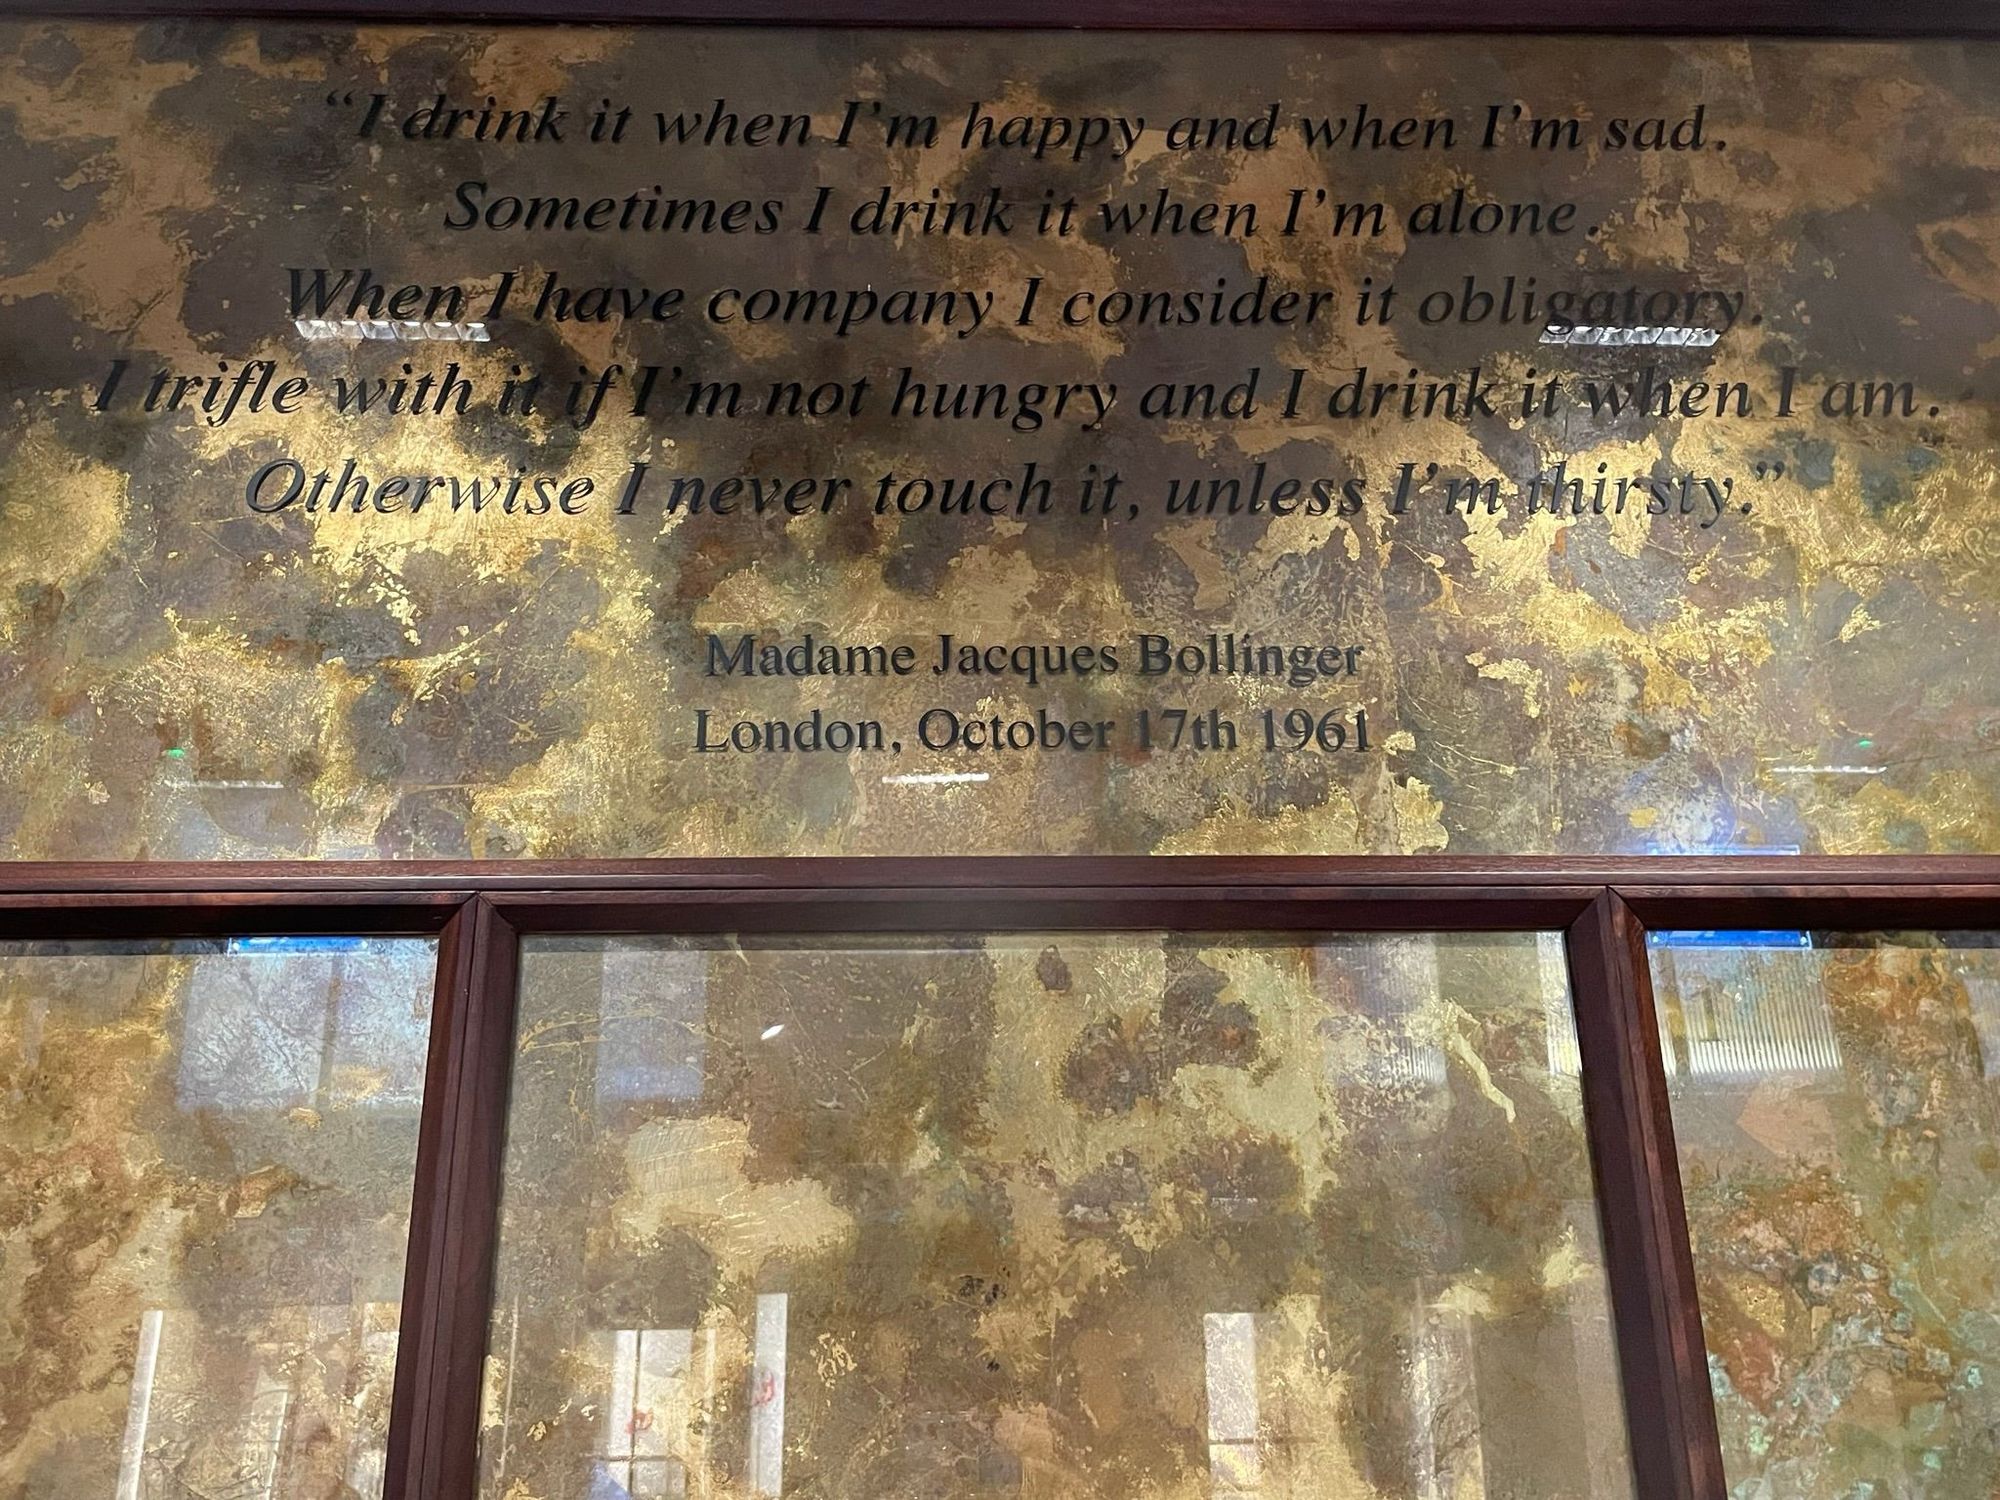 “I drink it when I’m happy and when I’m sad.
Sometimes I drink it when I’m alone.
When I have company I consider it obligatory.
I trifle with it if I’m not hungry and I drink it when I am.
Otherwise I never touch it, unless I’m thirsty.”
Madame Jacques Bollinger
London, October 17th 1961